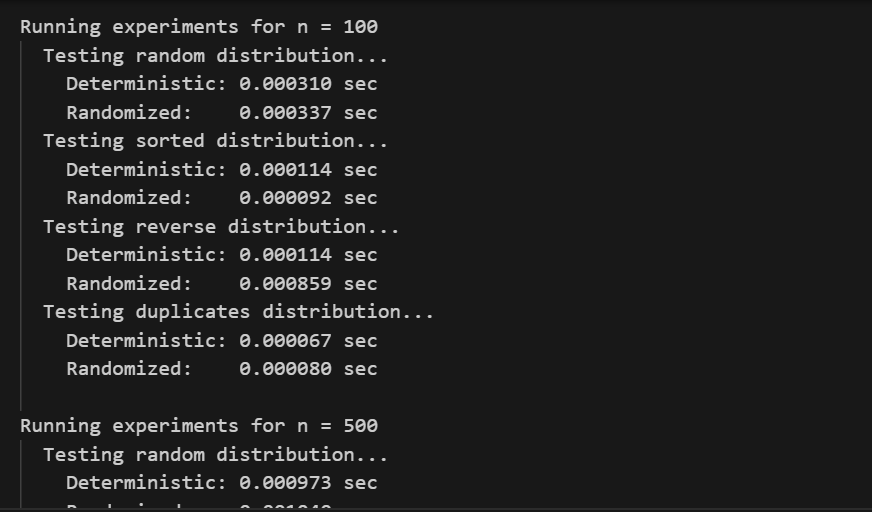 Running experiments for n = 100
Testing random distribution...
Deterministic: 0.000310 sec
Randomized:    0.000337 sec
Testing sorted distribution...
Deterministic: 0.000114 sec
Randomized:    0.000092 sec
Testing reverse distribution...
Deterministic: 0.000114 sec
Randomized:    0.000859 sec
Testing duplicates distribution...
Deterministic: 0.000067 sec
Randomized:    0.000080 sec
Running experiments for n = 500
Testing random distribution...
Deterministic: 0.000973 sec